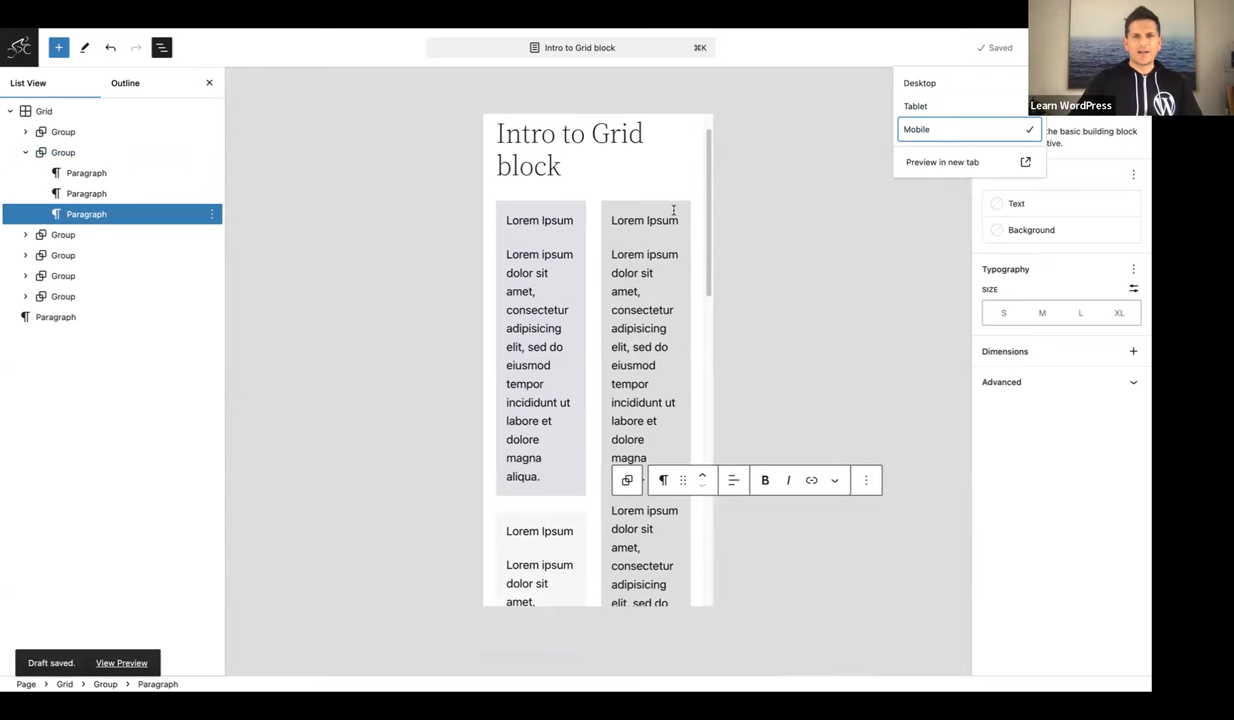 Intro to Grid block
⌘K
Saved
Learn WordPress
List View
Outline
Grid
Group
Group
Paragraph
Paragraph
Paragraph
Group
Group
Group
Group
Paragraph
Desktop
Tablet
Mobile
Preview in new tab
the basic building block
tive.
Text
Background
Typography
SIZE
S M L XL
Dimensions
Advanced
Intro to Grid
block
Lorem Ipsum
Lorem ipsum
dolor sit
amet,
consectetur
adipisicing
elit, sed do
eiusmod
tempor
incididunt ut
labore et
dolore
magna
aliqua.
Lorem Ipsum
Lorem ipsum
dolor sit
amet,
Lorem Ipsum
Lorem ipsum
dolor sit
amet,
consectetur
adipisicing
elit, sed do
eiusmod
tempor
incididunt ut
labore et
dolore
magna
B I
Lorem ipsum
dolor sit
amet,
consectetur
adipisicing
elit, sed do
Draft saved. View Preview
Page > Grid > Group > Paragraph